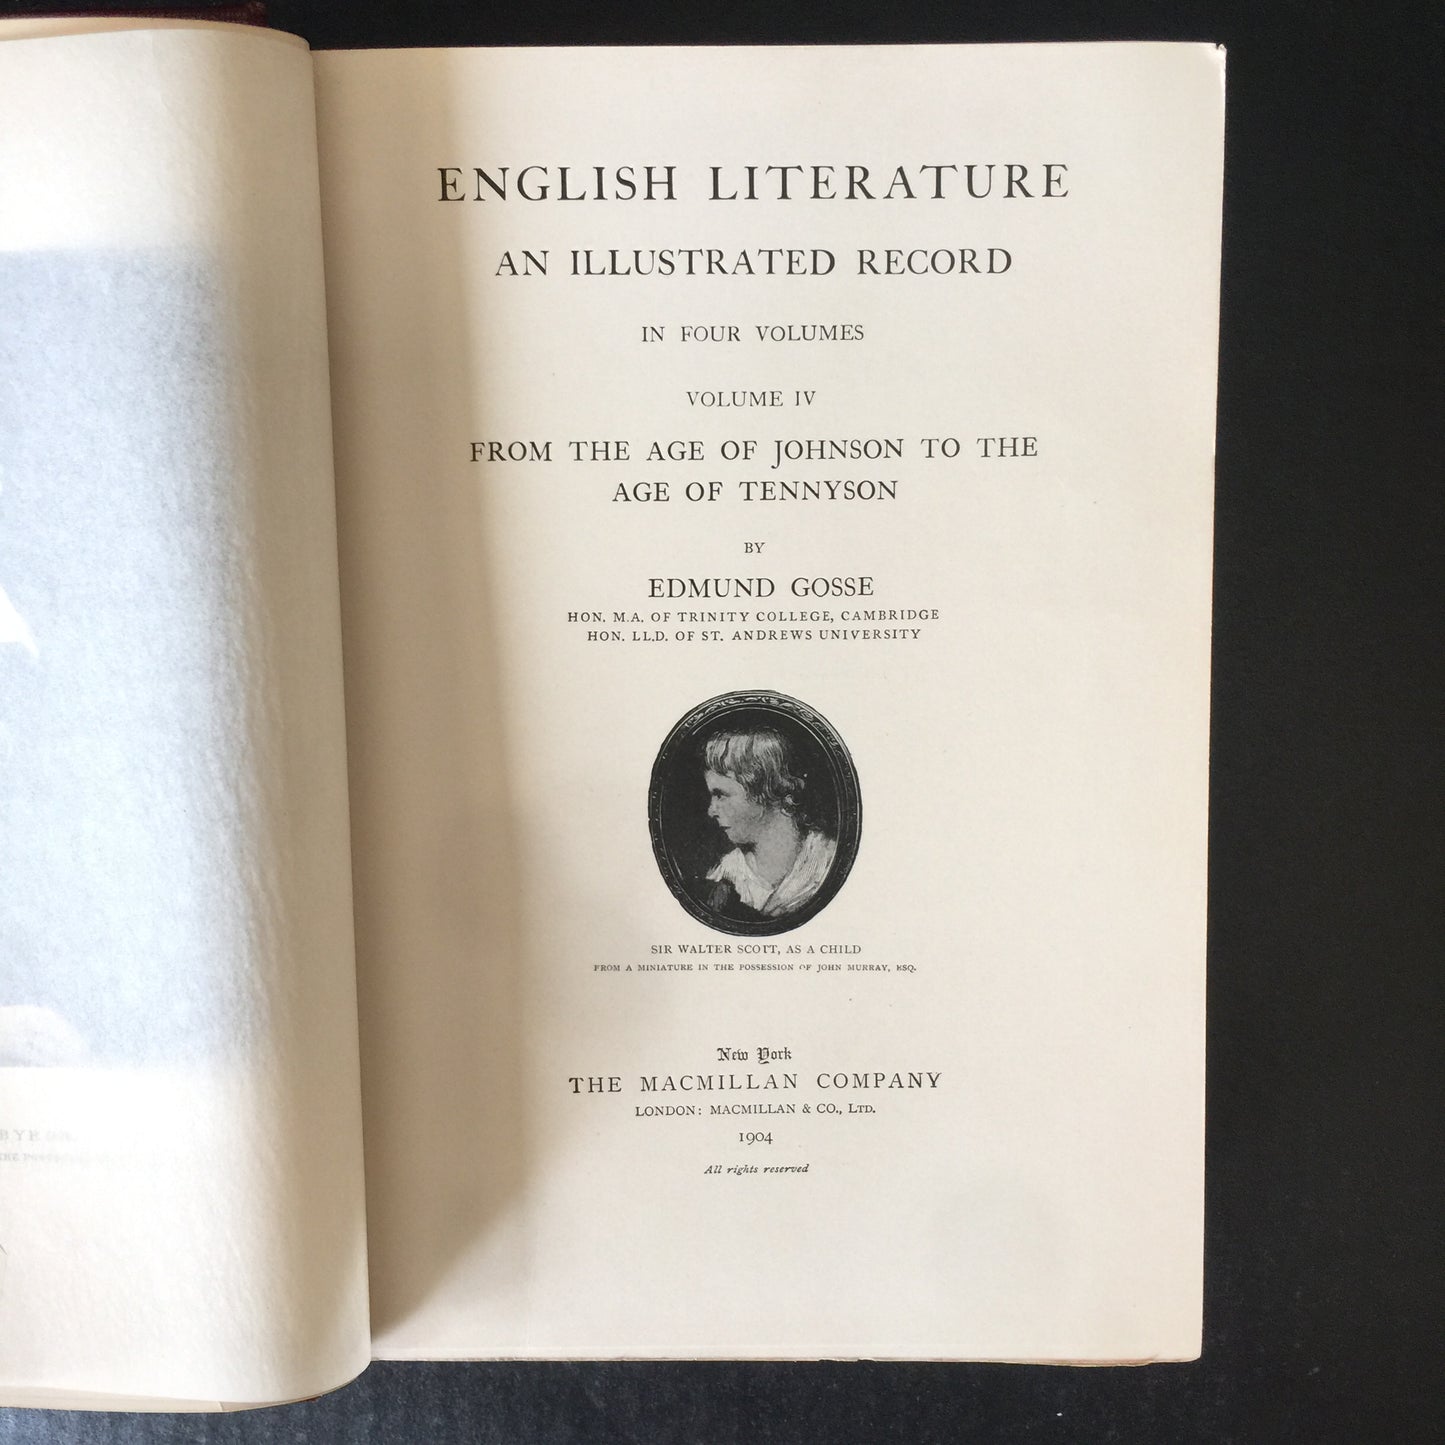 ENGLISH LITERATURE
AN ILLUSTRATED RECORD
IN FOUR VOLUMES
VOLUME IV
FROM THE AGE OF JOHNSON TO THE
AGE OF TENNYSON
BY
EDMUND GOSSE
HON. M.A. OF TRINITY COLLEGE, CAMBRIDGE
HON. LL.D. OF ST. ANDREWS UNIVERSITY
SIR WALTER SCOTT, AS A CHILD
FROM A MINIATURE IN THE POSSESSION OF JOHN MURRAY, ESQ.
New York
THE MACMILLAN COMPANY
LONDON: MACMILLAN & CO., LTD.
1904
All rights reserved